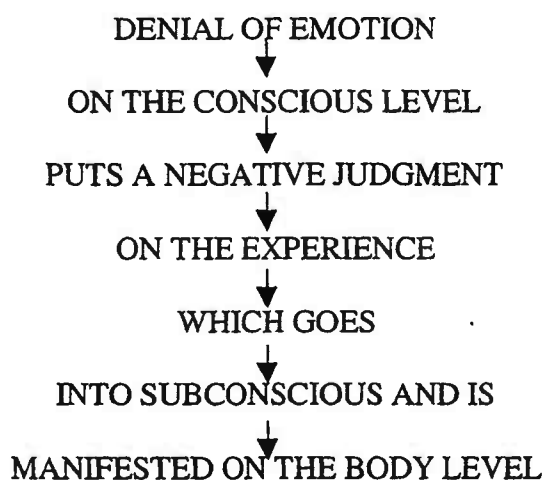 DENIAL OF EMOTION
ON THE CONSCIOUS LEVEL
PUTS A NEGATIVE JUDGMENT
ON THE EXPERIENCE
WHICH GOES
INTO SUBCONSCIOUS AND IS
MANIFESTED ON THE BODY LEVEL